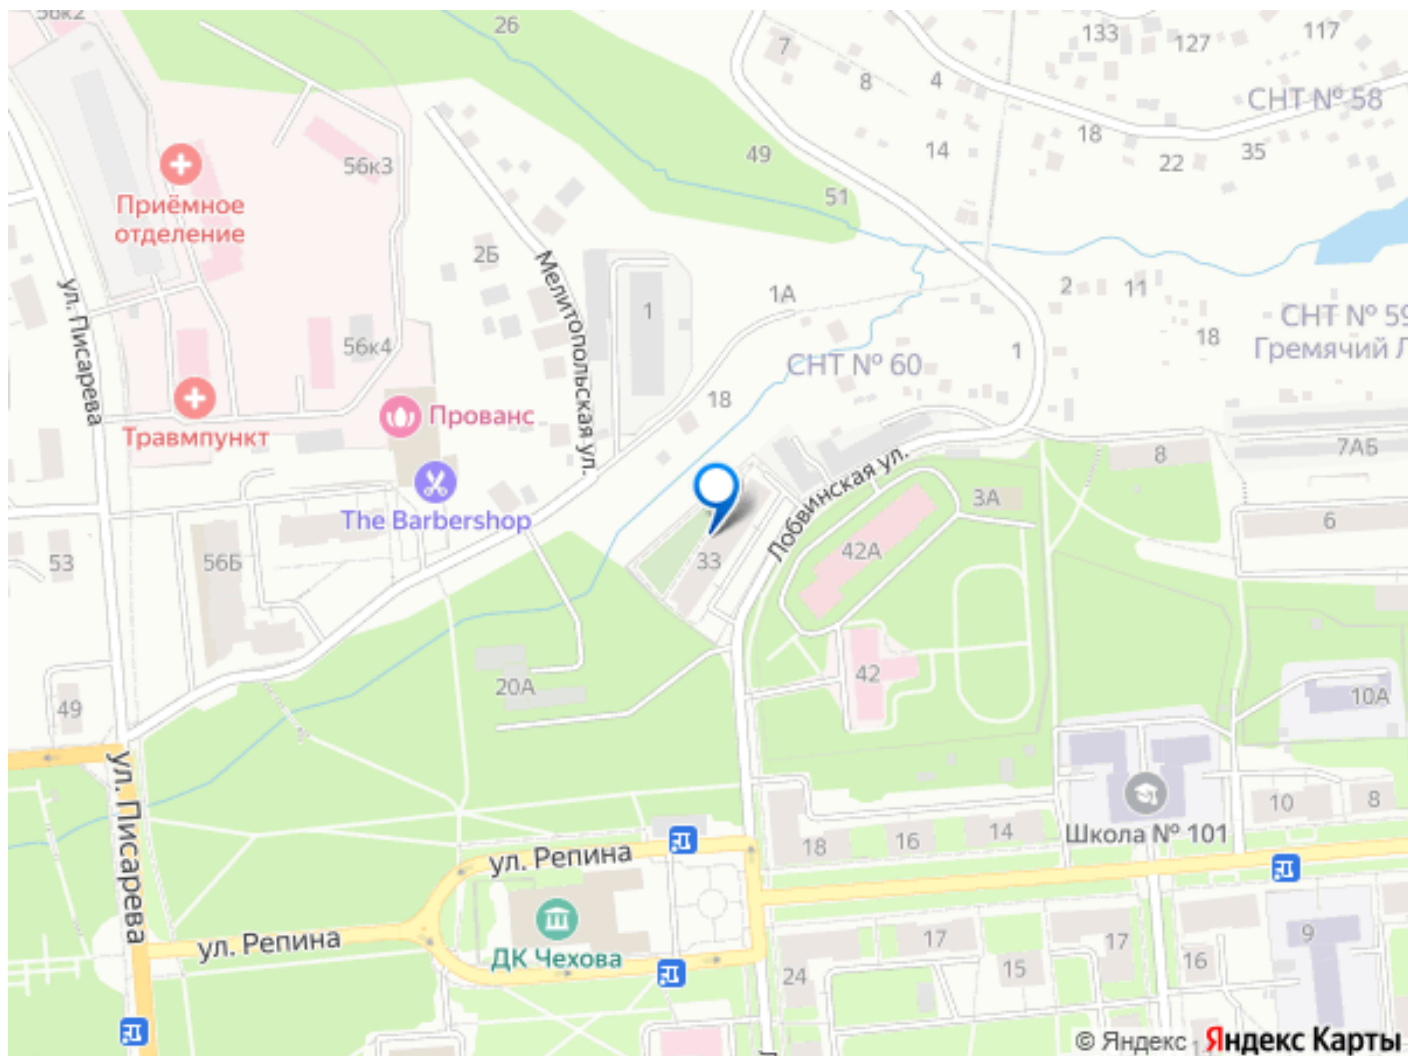 56к2
26
7
133
127
117
8
4
СНТ № 58
56к3
49
14
18
22
35
Приёмное
отделение
51
2Б
Мелитопольская ул.
ул. Писарева
1
1А
2
11
СНТ № 59
Гремячий Л
18
56к4
СНТ № 60
1
18
Прованс
Травмпункт
8
7АБ
Лобвинская ул.
3А
The Barbershop
6
42А
53
56Б
33
42
20А
49
10А
ул. Писарева
10
8
Школа № 101
18
16
14
ул. Репина
ул. Репина
ДК Чехова
17
17
9
24
15
16
© Яндекс Яндекс Карты